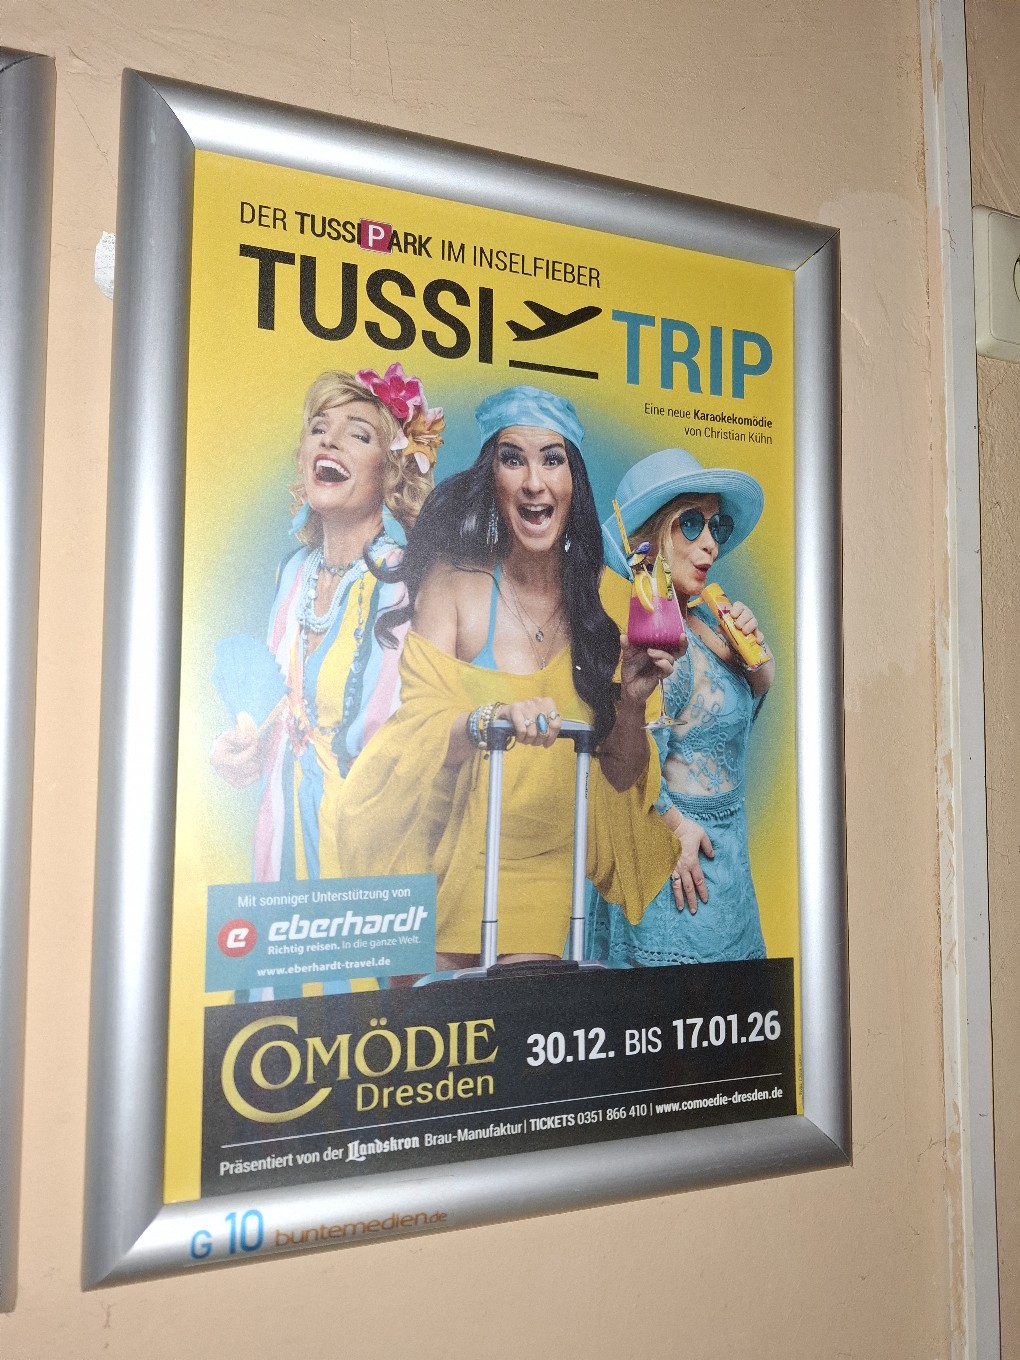 DER TUSSIPARK IM INSELFIEBER
TUSSI TRIP
Eine neue Karaokekomödie
von Christian Kühn
Mit sonniger Unterstützung von
e eberhardt
Richtig reisen. In die ganze Welt.
www.eberhardt-travel.de
COMÖDIE
Dresden
30.12. BIS 17.01.26
Präsentiert von der Landskron Brau-Manufaktur | TICKETS 0351 866 410 | www.comoedie-dresden.de
G 10 buntemedien.de